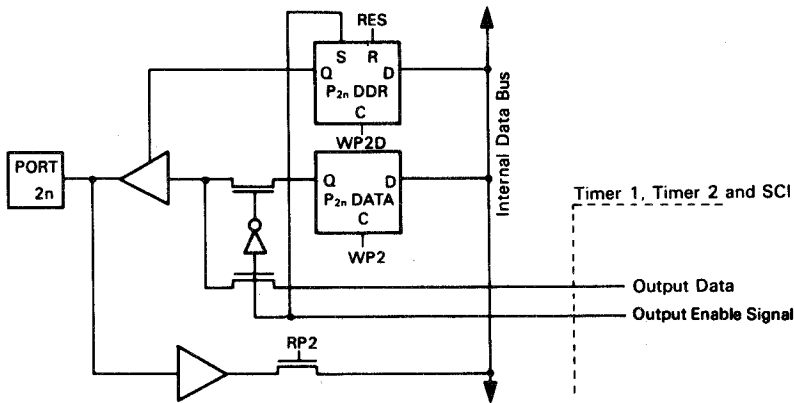 RES
S R
Q D
P2n DDR
C
WP2D
PORT
2n
Q D
P2n DATA
C
WP2
Internal Data Bus
Timer 1, Timer 2 and SCI
Output Data
Output Enable Signal
RP2